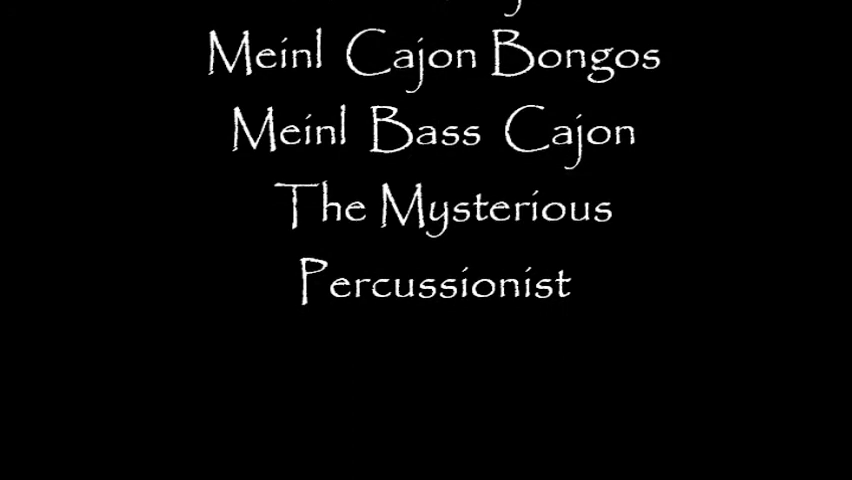 Meinl Cajon Bongos
Meinl Bass Cajon
The Mysterious
Percussionist